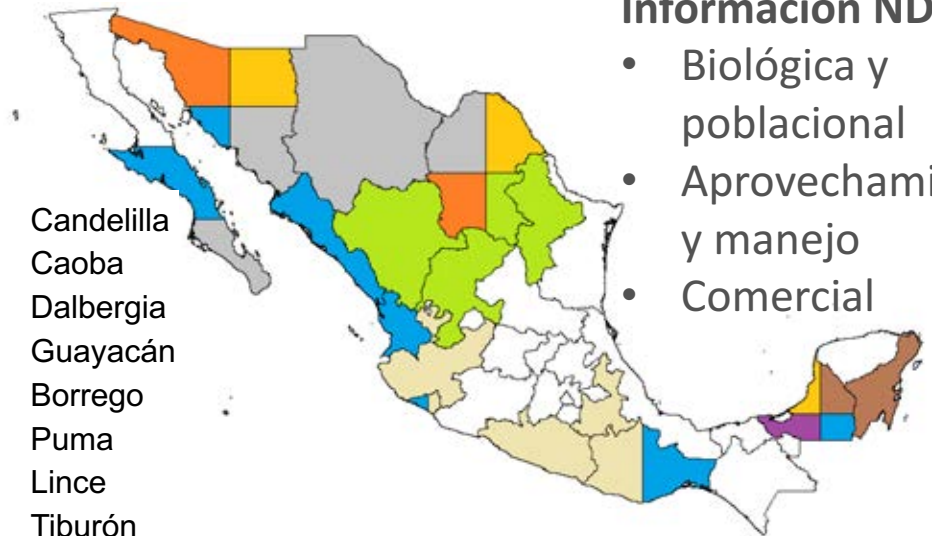 Información ND
• Biológica y
poblacional
• Aprovechami
y manejo
• Comercial
Candelilla
Caoba
Dalbergia
Guayacán
Borrego
Puma
Lince
Tiburón